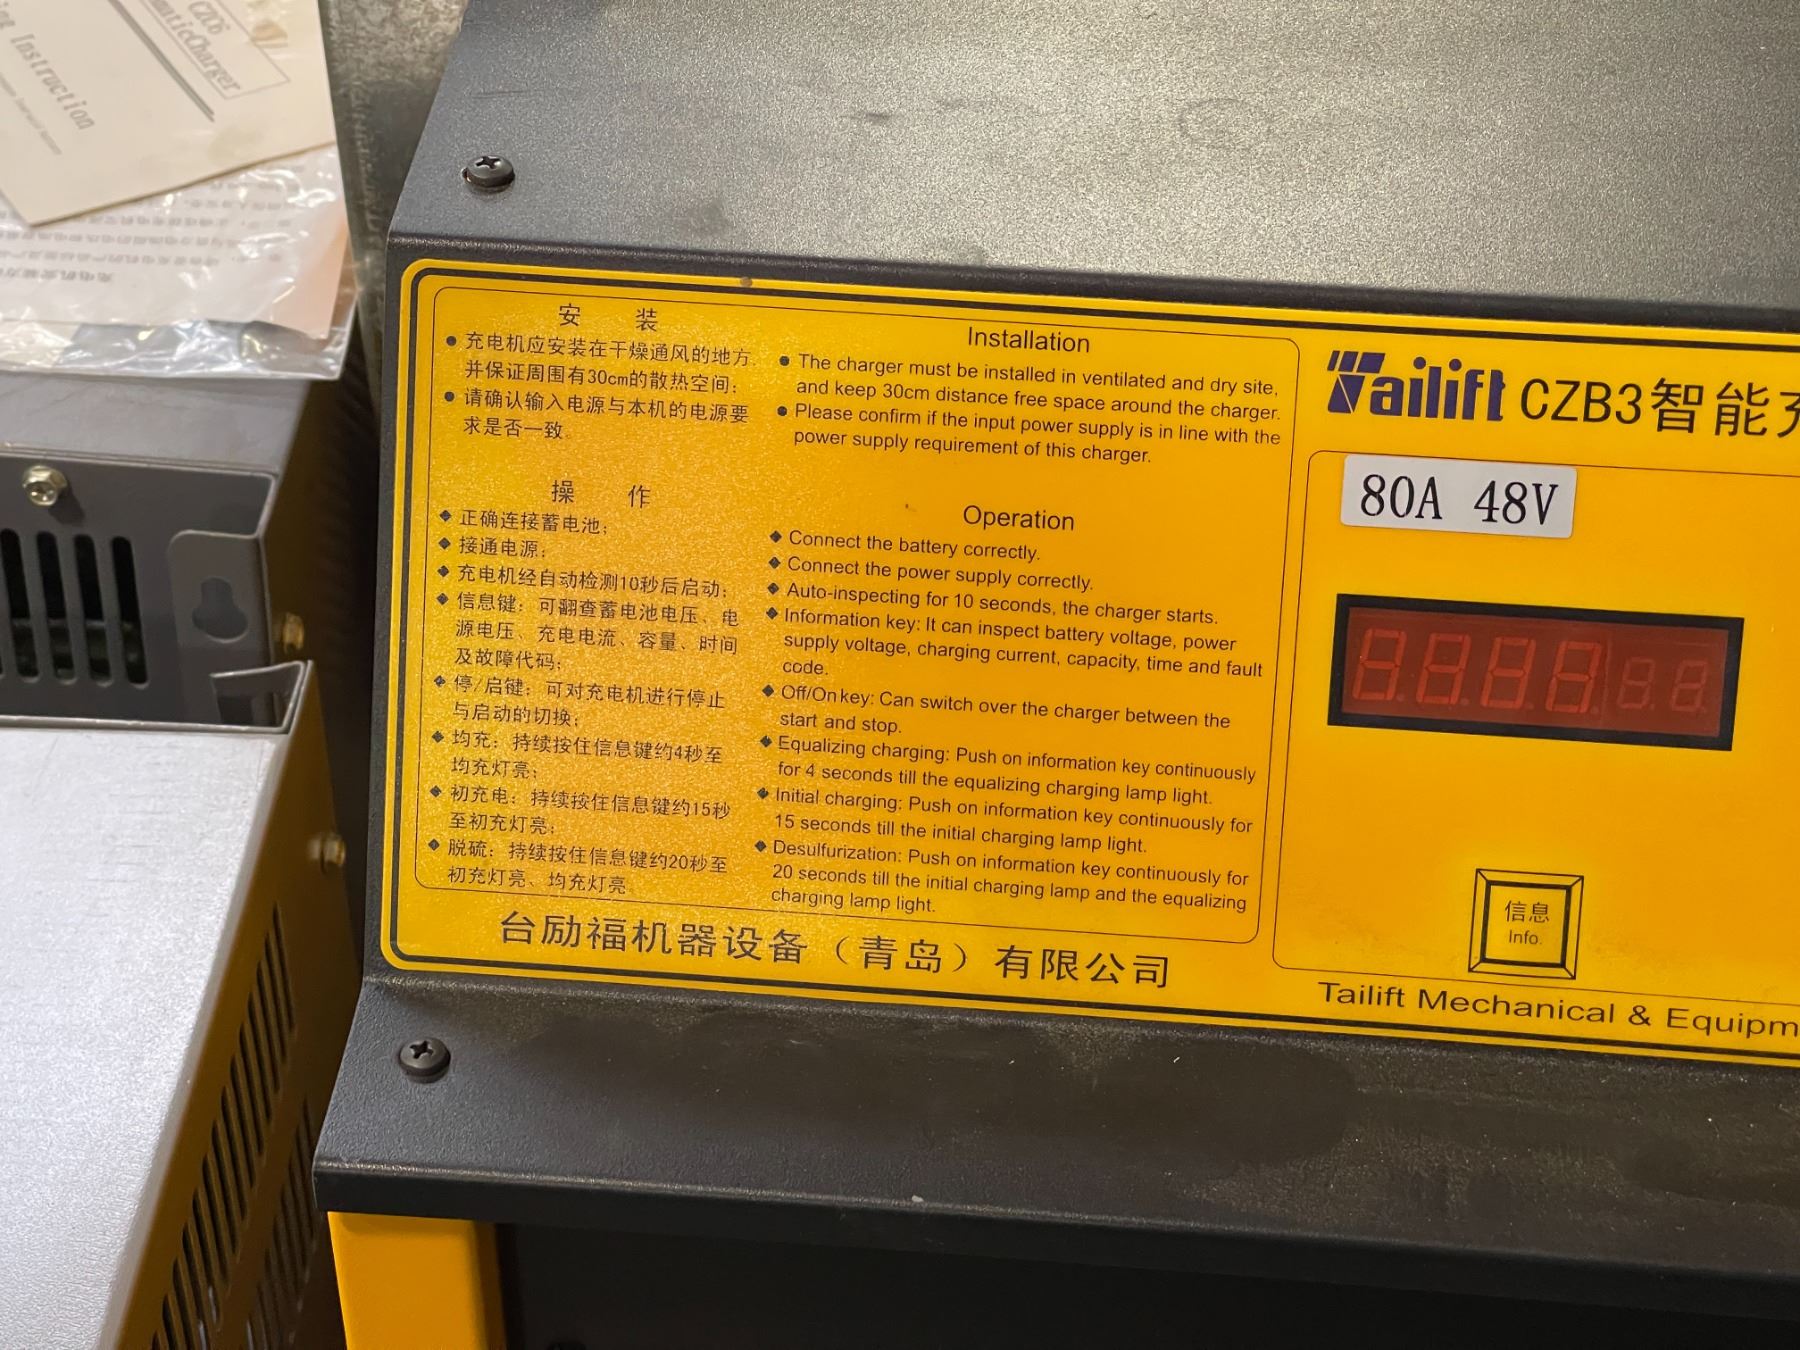 CZC6
maticCharger
ng Instruction
安 装
● 充电机应安装在干燥通风的地方,
并保证周围有30cm的散热空间;
● 请确认输入电源与本机的电源要
求是否一致。
操 作
◆ 正确连接蓄电池;
◆ 接通电源;
◆ 充电机经自动检测10秒后启动;
◆ 信息键: 可翻查蓄电池电压、电
源电压、充电电流、容量、时间
及故障代码;
◆ 停/启键: 可对充电机进行停止
与启动的切换;
◆ 均充: 持续按住信息键约4秒至
均充灯亮;
◆ 初充电: 持续按住信息键约15秒
至初充灯亮;
◆ 脱硫: 持续按住信息键约20秒至
初充灯亮、均充灯亮。
Installation
● The charger must be installed in ventilated and dry site,
and keep 30cm distance free space around the charger.
● Please confirm if the input power supply is in line with the
power supply requirement of this charger.
Operation
◆ Connect the battery correctly.
◆ Connect the power supply correctly.
◆ Auto-inspecting for 10 seconds, the charger starts.
◆ Information key: It can inspect battery voltage, power
supply voltage, charging current, capacity, time and fault
code.
◆ Off/On key: Can switch over the charger between the
start and stop.
◆ Equalizing charging: Push on information key continuously
for 4 seconds till the equalizing charging lamp light.
◆ Initial charging: Push on information key continuously for
15 seconds till the initial charging lamp light.
◆ Desulfurization: Push on information key continuously for
20 seconds till the initial charging lamp and the equalizing
charging lamp light.
台励福机器设备（青岛）有限公司
Tailift CZB3智能充
80A 48V
信息
Info.
Tailift Mechanical & Equipm